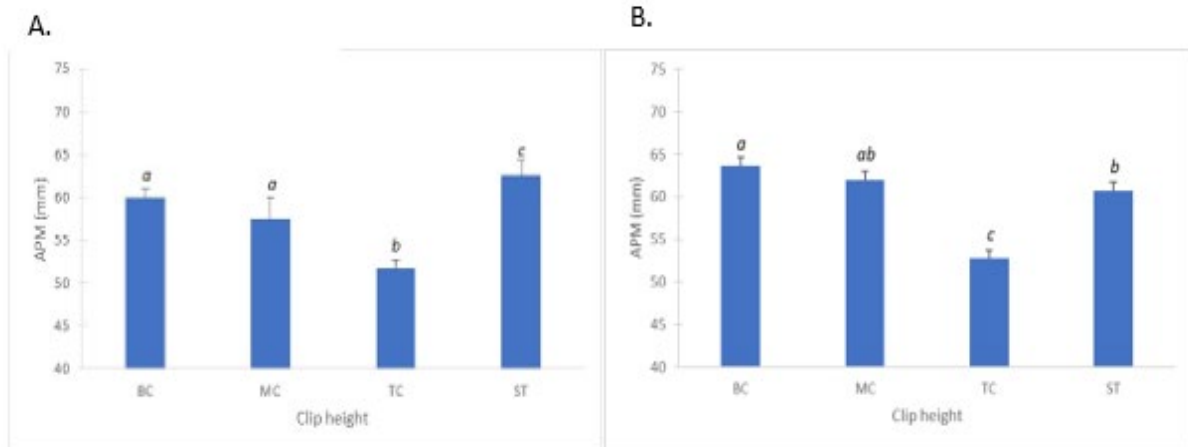 A.
75
70
65
60
55
50
45
40
APM (mm)
a
a
b
c
BC MC TC ST
Clip height
B.
75
70
65
60
55
50
45
40
APM (mm)
a
ab
c
b
BC MC TC ST
Clip height